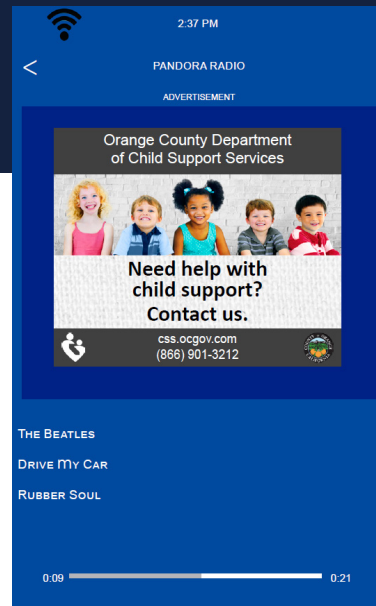 2:37 PM
<
PANDORA RADIO
ADVERTISEMENT
Orange County Department
of Child Support Services
Need help with
child support?
Contact us.
css.ocgov.com
(866) 901-3212
THE BEATLES
DRIVE MY CAR
RUBBER SOUL
0:09 0:21